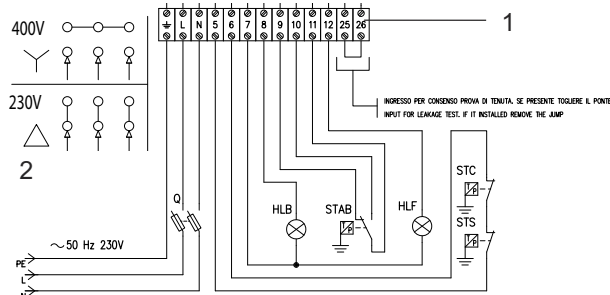 400V
230V
2
L N 5 6 7 8 9 10 11 12 25 26
1
INGRESSO PER CONSENSO PROVA DI TENUTA. SE PRESENTE TOGLIERE IL PONTE
INPUT FOR LEAKAGE TEST. IF IT INSTALLED REMOVE THE JUMP
Q
HLB
STAB
T/P
HLF
STC
T/P
STS
T/P
~50 Hz 230V
PE
L
N